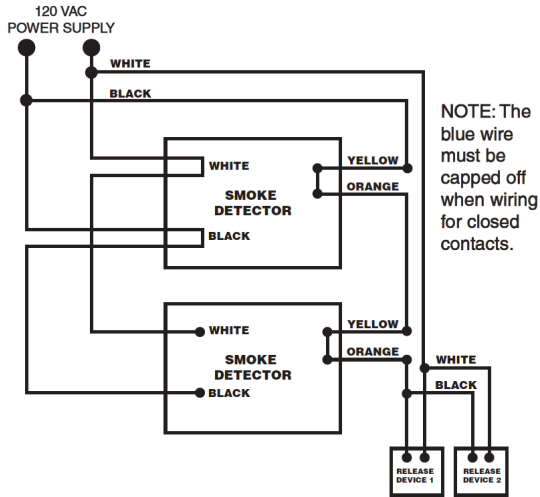 120 VAC
POWER SUPPLY
WHITE
BLACK
NOTE: The
blue wire
must be
capped off
when wiring
for closed
contacts.
WHITE
YELLOW
SMOKE
DETECTOR
ORANGE
BLACK
WHITE
YELLOW
SMOKE
DETECTOR
ORANGE
BLACK
WHITE
BLACK
RELEASE
DEVICE 1
RELEASE
DEVICE 2